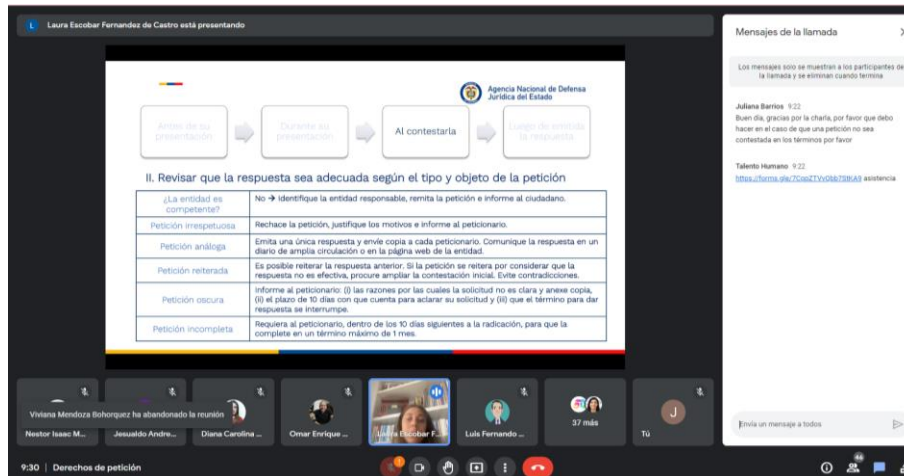 L Laura Escobar Fernandez de Castro está presentando
Agencia Nacional de Defensa
Jurídica del Estado
Antes de su
presentación
Durante su
presentación
Al contestarla
Luego de emitida
la respuesta
II. Revisar que la respuesta sea adecuada según el tipo y objeto de la petición
¿La entidad es
competente?
No → Identifique la entidad responsable, remita la petición e informe al ciudadano.
Petición irrespetuosa
Rechace la petición, justifique los motivos e informe al peticionario.
Petición análoga
Emita una única respuesta y envíe copia a cada peticionario. Comunique la respuesta en un
diario de amplia circulación o en la página web de la entidad.
Petición reiterada
Es posible reiterar la respuesta anterior. Si la petición se reitera por considerar que la
respuesta no es efectiva, procure ampliar la contestación inicial. Evite contradicciones.
Petición oscura
Informe al peticionario: (i) las razones por las cuales la solicitud no es clara y anexe copia,
(ii) el plazo de 10 días con que cuenta para aclarar su solicitud y (iii) que el término para dar
respuesta se interrumpe.
Petición incompleta
Requiera al peticionario, dentro de los 10 días siguientes a la radicación, para que la
complete en un término máximo de 1 mes.
Viviana Mendoza Bohorquez ha abandonado la reunión
Nestor Isaac M...
Jesualdo Andre...
Diana Carolina ...
Omar Enrique ...
Laura Escobar F...
Luis Fernando ...
37 más
J
Tú
9:30 | Derechos de petición
46
Mensajes de la llamada
Los mensajes solo se muestran a los participantes de
la llamada y se eliminan cuando termina
Juliana Barrios 9:22
Buen día, gracias por la charla, por favor que debo
hacer en el caso de que una petición no sea
contestada en los términos por favor
Talento Humano 9:22
asistencia
Envía un mensaje a todos